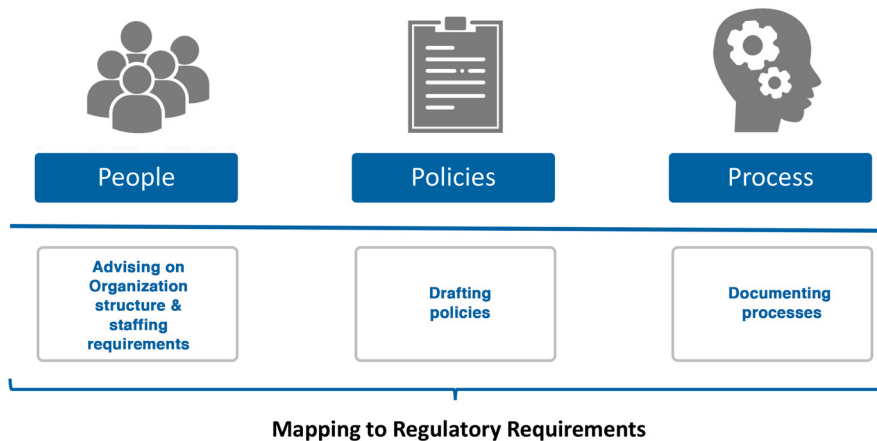 People
Policies
Process
Advising on
Organization
structure &
staffing
requirements
Drafting
policies
Documenting
processes
Mapping to Regulatory Requirements